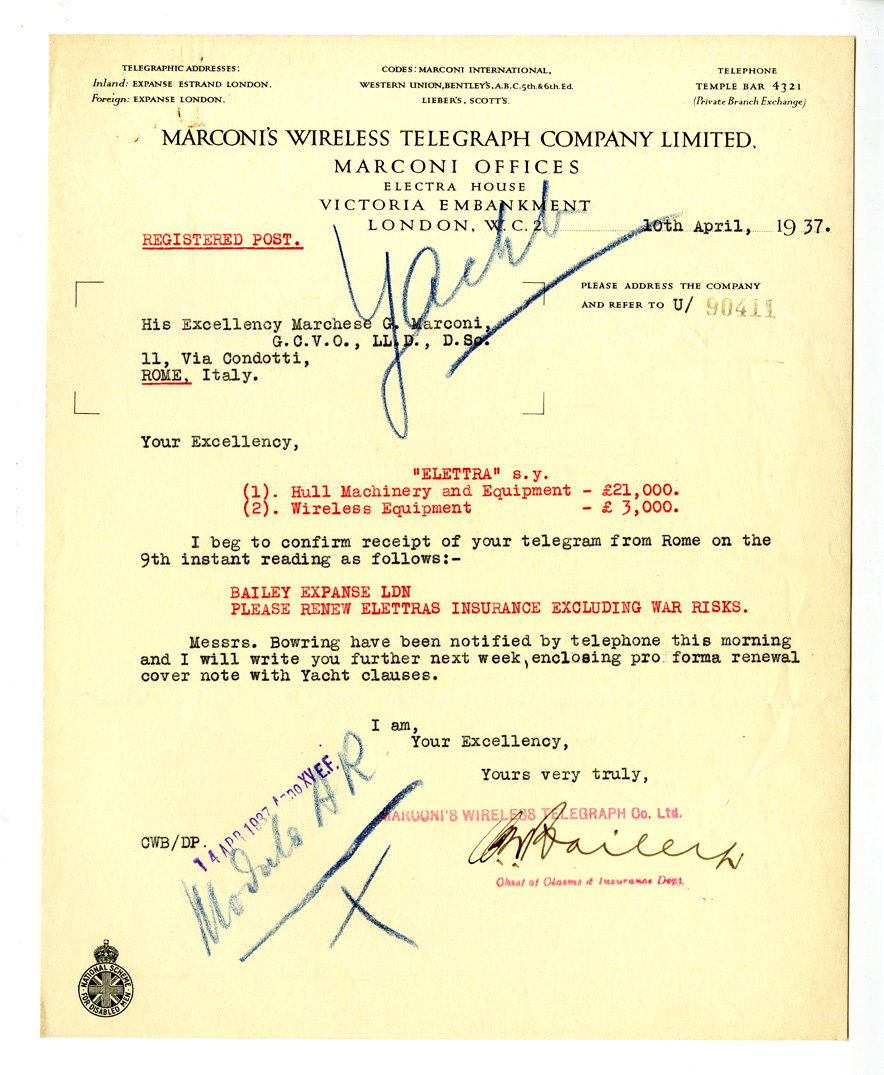 TELEGRAPHIC ADDRESSES:
Inland: EXPANSE ESTRAND LONDON.
Foreign: EXPANSE LONDON.
CODES: MARCONI INTERNATIONAL,
WESTERN UNION, BENTLEY'S, A.B.C. 5th. & 6th. Ed.
LIEBER'S, SCOTT'S.
TELEPHONE
TEMPLE BAR 4321
(Private Branch Exchange)
MARCONI'S WIRELESS TELEGRAPH COMPANY LIMITED.
MARCONI OFFICES
ELECTRA HOUSE
VICTORIA EMBANKMENT
LONDON, W.C.2.
10th April, 1937.
REGISTERED POST.
Yacht
PLEASE ADDRESS THE COMPANY
AND REFER TO U/ 90411
His Excellency Marchese G. Marconi,
G.C.V.O., LL.D., D.Sc.
11, Via Condotti,
ROME, Italy.
Your Excellency,
"ELETTRA" s.y.
(1). Hull Machinery and Equipment - £21,000.
(2). Wireless Equipment - £ 3,000.
I beg to confirm receipt of your telegram from Rome on the
9th instant reading as follows:-
BAILEY EXPANSE LDN
PLEASE RENEW ELETTRAS INSURANCE EXCLUDING WAR RISKS.
Messrs. Bowring have been notified by telephone this morning
and I will write you further next week, enclosing pro forma renewal
cover note with Yacht clauses.
I am,
Your Excellency,
Yours very truly,
MARCONI'S WIRELESS TELEGRAPH Co. Ltd.
CWB/DP.
14 APR 1937 Anno XV E.F.
CWBailey
Chief of Claims & Insurance Dept.
Modulo AR
X
NATIONAL SCHEME
FOR DISABLED MEN